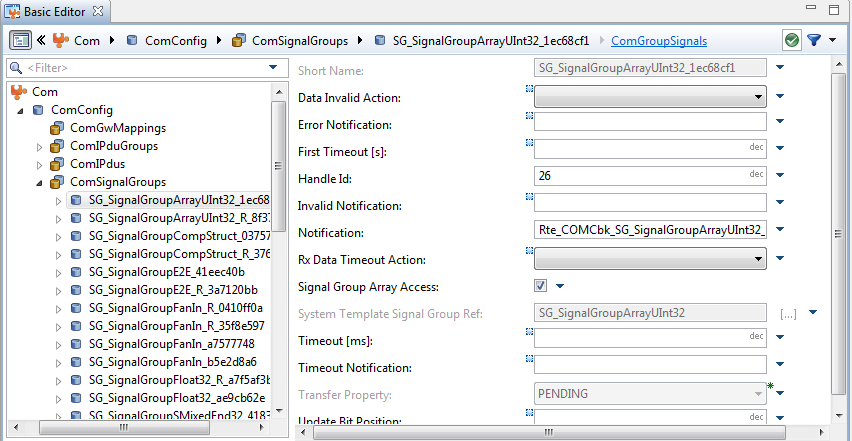 Basic Editor
Com ComConfig ComSignalGroups SG_SignalGroupArrayUInt32_1ec68cf1 ComGroupSignals
<Filter>
Com
ComConfig
ComGwMappings
ComIPduGroups
ComIPdus
ComSignalGroups
SG_SignalGroupArrayUInt32_1ec68
SG_SignalGroupArrayUInt32_R_8f37
SG_SignalGroupCompStruct_03757
SG_SignalGroupCompStruct_R_376
SG_SignalGroupE2E_41eec40b
SG_SignalGroupE2E_R_3a7120bb
SG_SignalGroupFanIn_R_0410ff0a
SG_SignalGroupFanIn_R_35f8e597
SG_SignalGroupFanIn_a7577748
SG_SignalGroupFanIn_b5e2d8a6
SG_SignalGroupFloat32_R_a7f5af3b
SG_SignalGroupFloat32_ae9cb62e
SG_SignalGroupSMixedEnd32_4183
Short Name: SG_SignalGroupArrayUInt32_1ec68cf1
Data Invalid Action:
Error Notification:
First Timeout [s]: dec
Handle Id: 26 dec
Invalid Notification:
Notification: Rte_COMCbk_SG_SignalGroupArrayUInt32_
Rx Data Timeout Action:
Signal Group Array Access:
System Template Signal Group Ref: SG_SignalGroupArrayUInt32 [...]
Timeout [ms]: dec
Timeout Notification:
Transfer Property: PENDING
Update Bit Position: dec